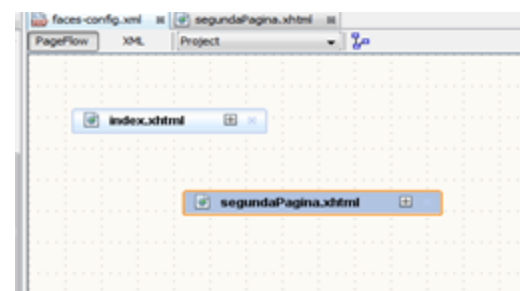 faces-config.xml segundaPagina.xhtml
PageFlow XML Project
index.xhtml
segundaPagina.xhtml